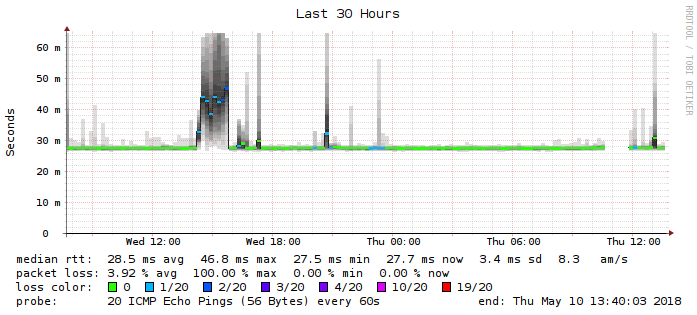 Last 30 Hours
RRDTOOL / TOBI OETIKER
Seconds
60 m
50 m
40 m
30 m
20 m
10 m
0
Wed 12:00 Wed 18:00 Thu 00:00 Thu 06:00 Thu 12:00
median rtt: 28.5 ms avg 46.8 ms max 27.5 ms min 27.7 ms now 3.4 ms sd 8.3 am/s
packet loss: 3.92 % avg 100.00 % max 0.00 % min 0.00 % now
loss color: 0 1/20 2/20 3/20 4/20 10/20 19/20
probe: 20 ICMP Echo Pings (56 Bytes) every 60s end: Thu May 10 13:40:03 2018